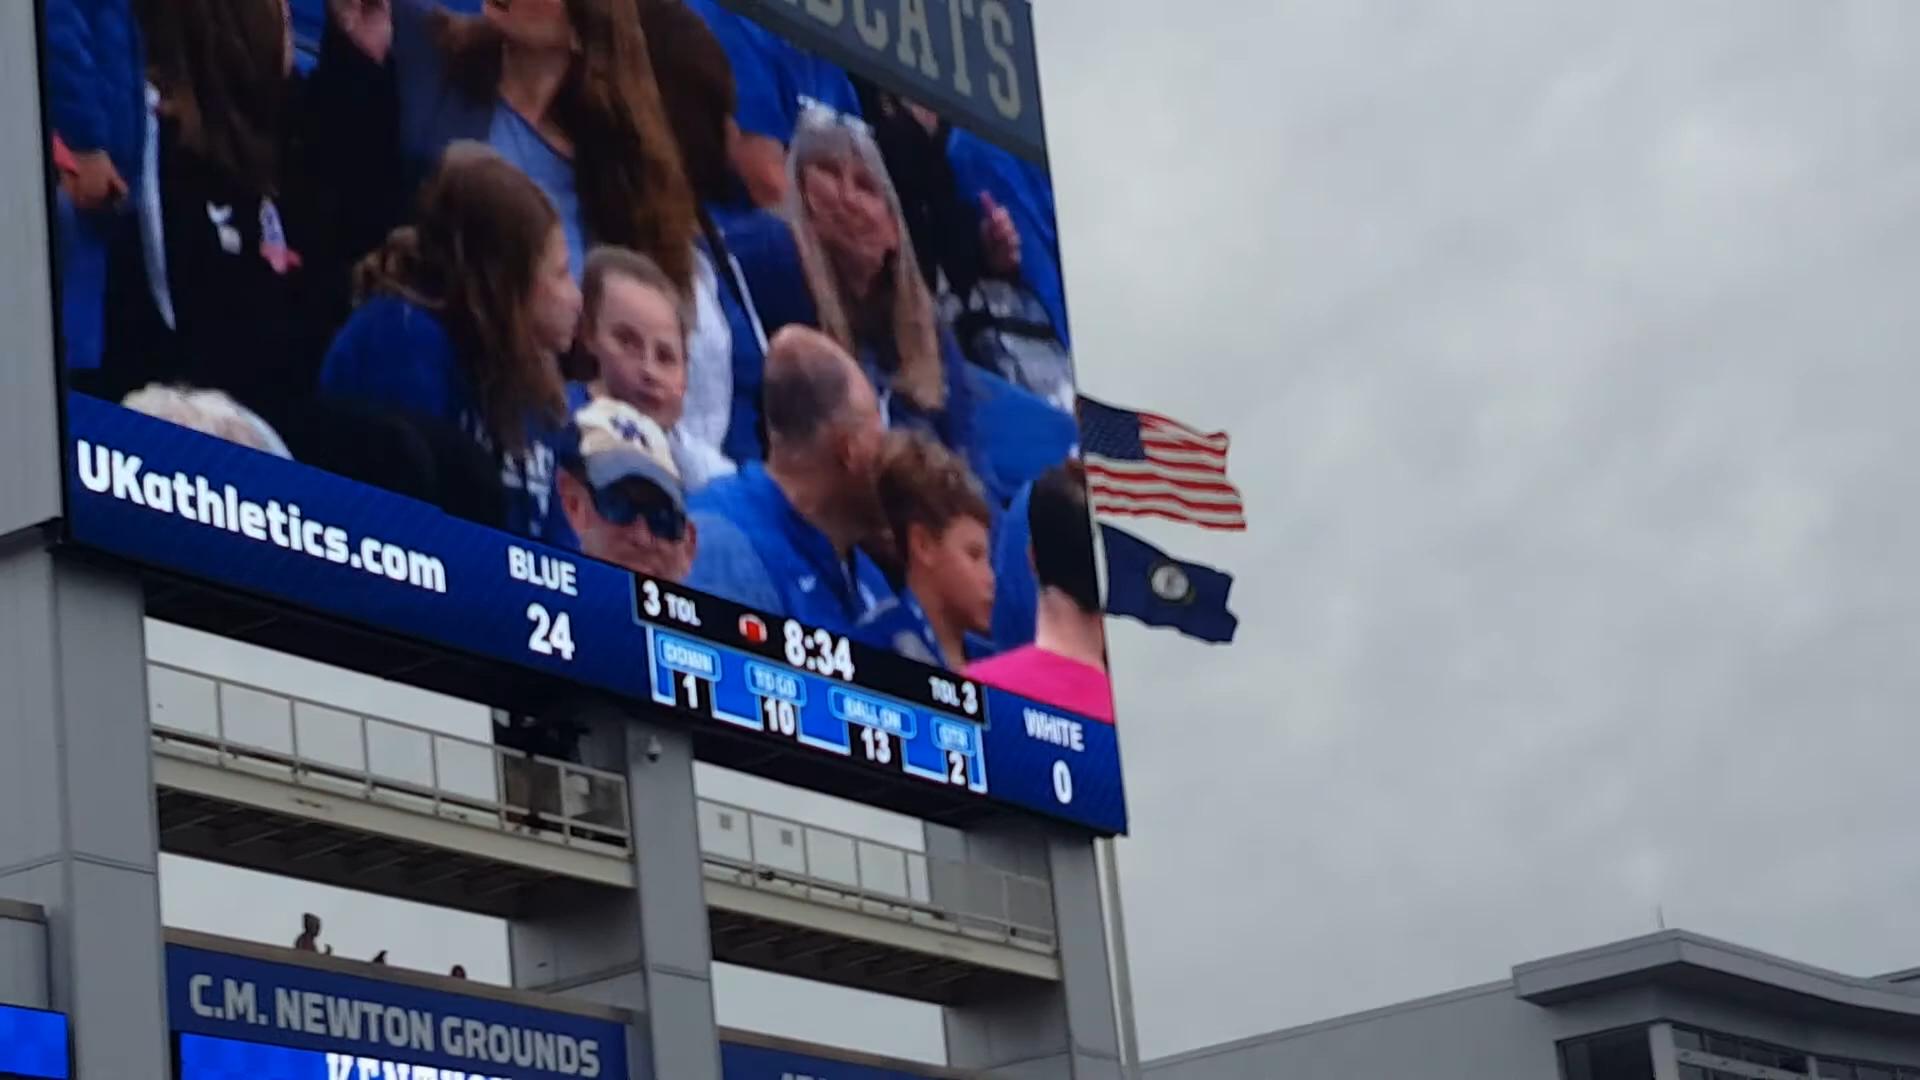 DCATS
UKathletics.com
BLUE
24
3 TOL
8:34
TOL 3
DOWN
1
TO GO
10
BALL ON
13
QTR
2
WHITE
0
C.M. NEWTON GROUNDS